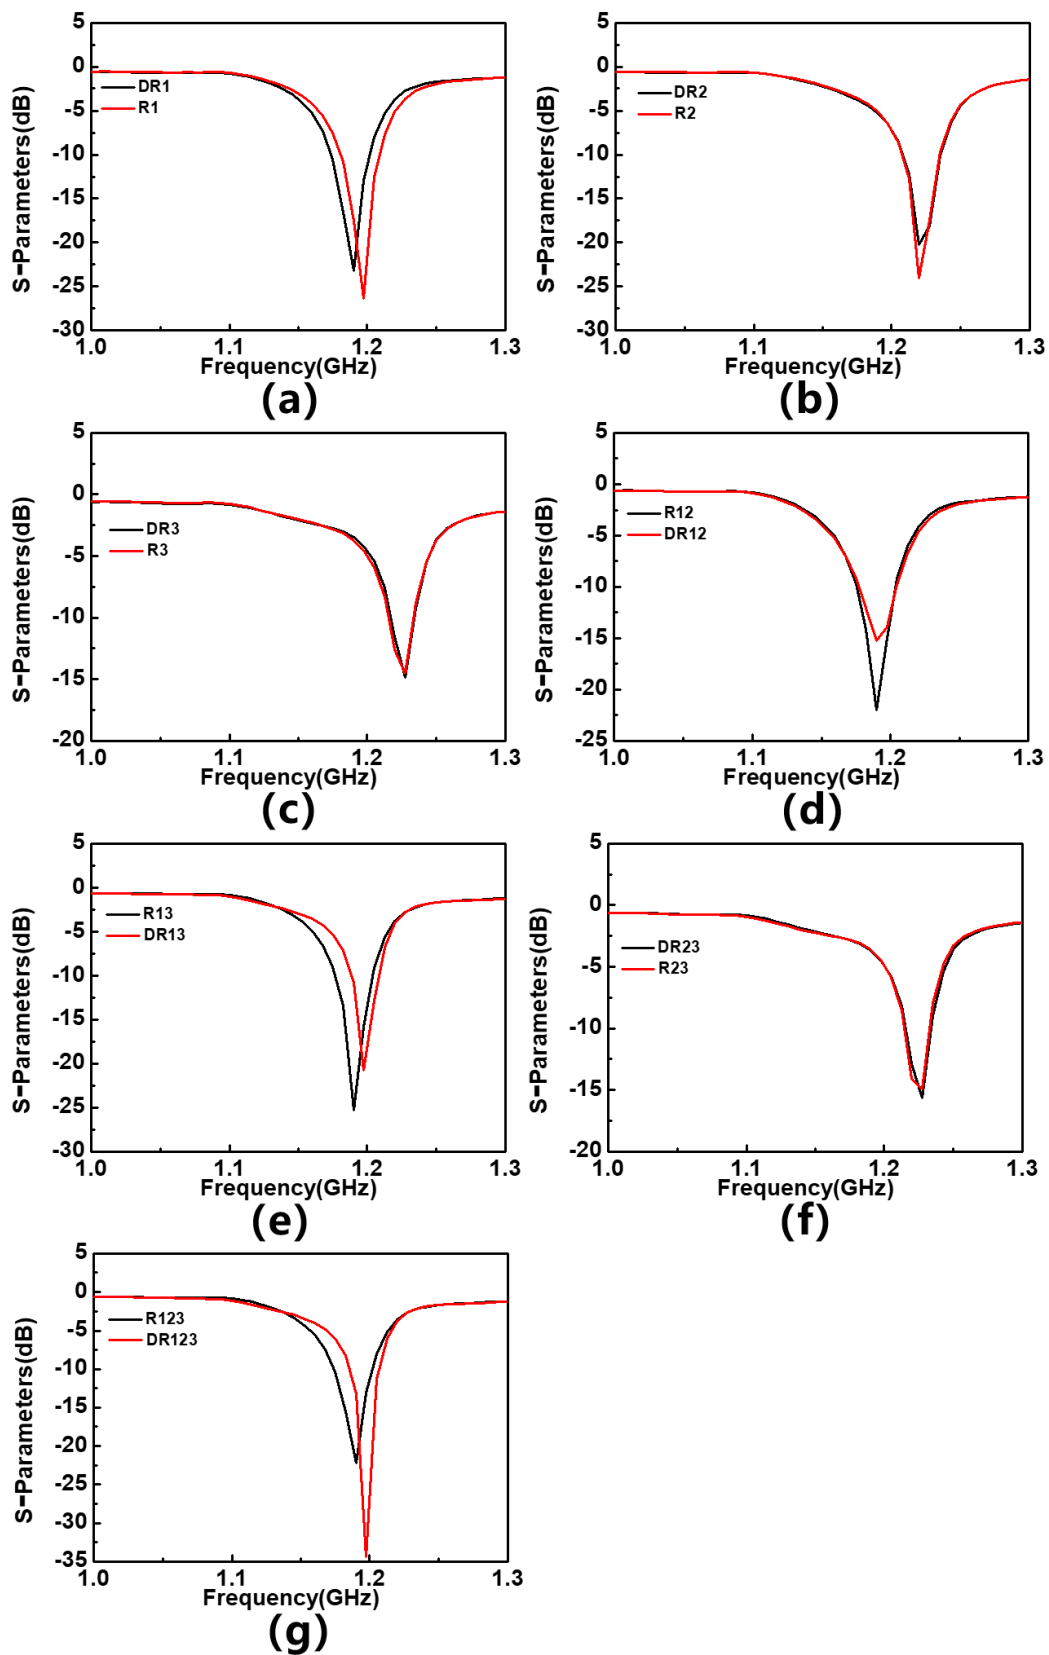 5
0
-5
-10
-15
-20
-25
-30
S-Parameters(dB)
DR1
R1
1.0 1.1 1.2 1.3
Frequency(GHz)
(a)
5
0
-5
-10
-15
-20
-25
-30
S-Parameters(dB)
DR2
R2
1.0 1.1 1.2 1.3
Frequency(GHz)
(b)
5
0
-5
-10
-15
-20
S-Parameters(dB)
DR3
R3
1.0 1.1 1.2 1.3
Frequency(GHz)
(c)
5
0
-5
-10
-15
-20
-25
S-Parameters(dB)
R12
DR12
1.0 1.1 1.2 1.3
Frequency(GHz)
(d)
5
0
-5
-10
-15
-20
-25
-30
S-Parameters(dB)
R13
DR13
1.0 1.1 1.2 1.3
Frequency(GHz)
(e)
5
0
-5
-10
-15
-20
S-Parameters(dB)
DR23
R23
1.0 1.1 1.2 1.3
Frequency(GHz)
(f)
5
0
-5
-10
-15
-20
-25
-30
-35
S-Parameters(dB)
R123
DR123
1.0 1.1 1.2 1.3
Frequency(GHz)
(g)